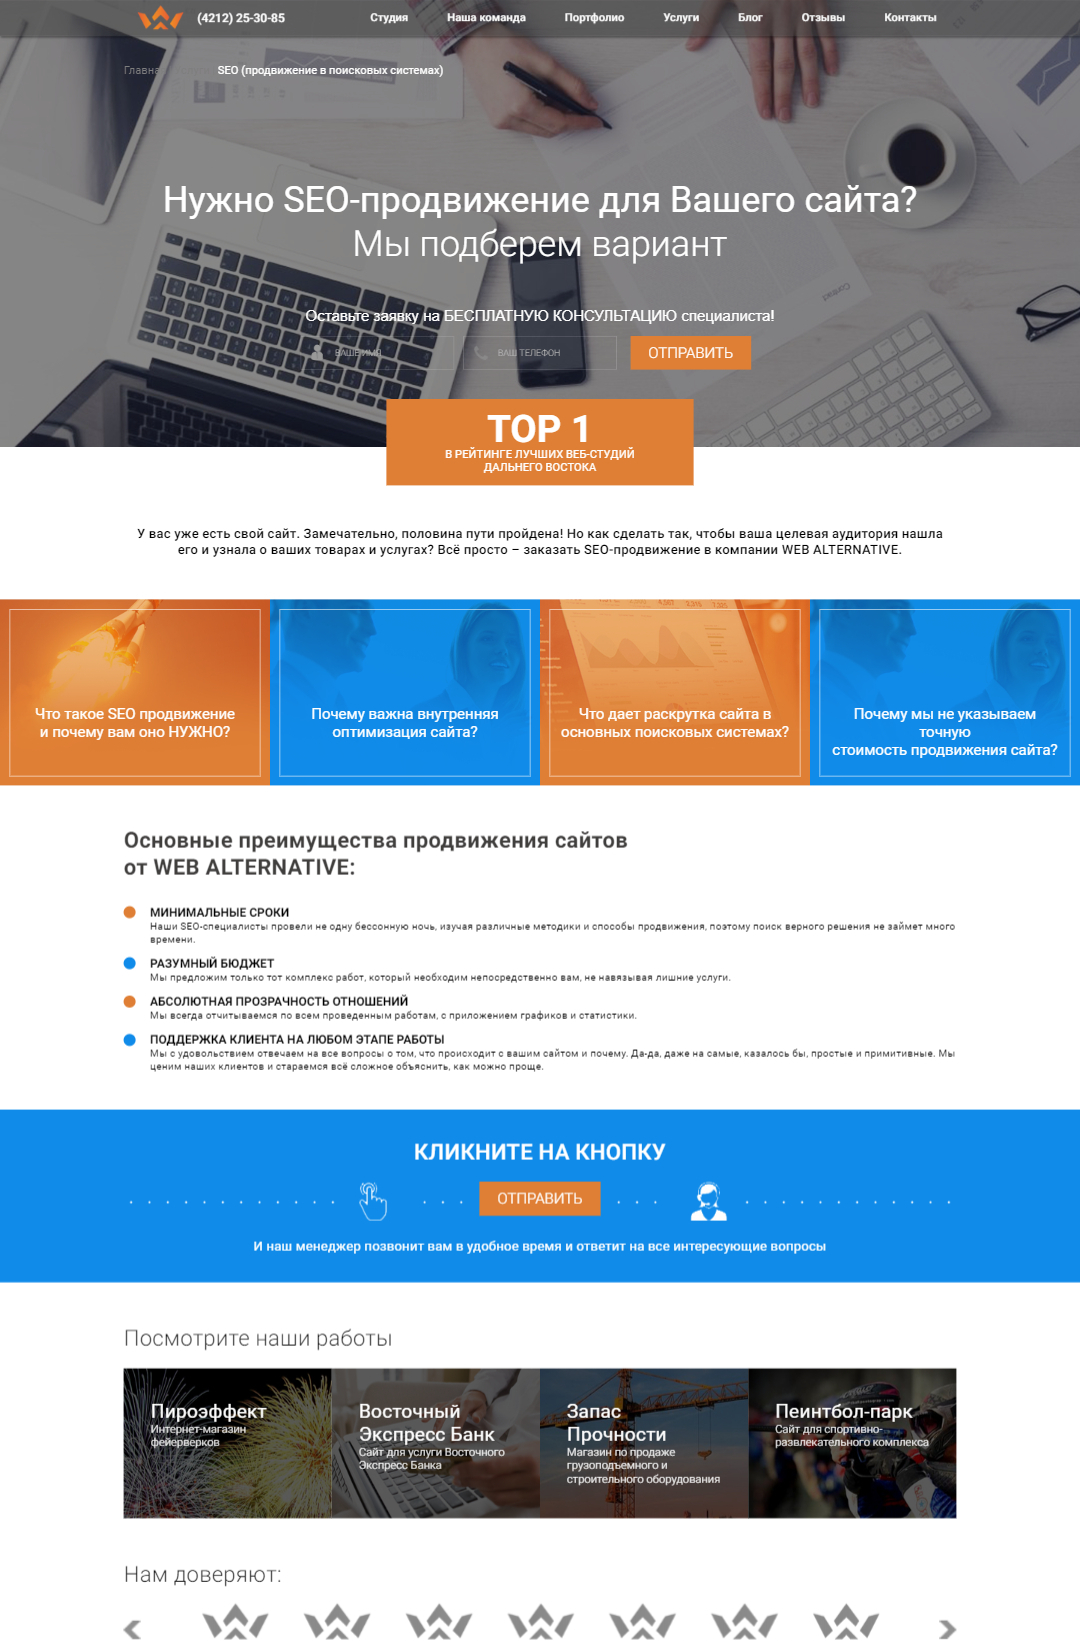 (4212) 25-30-85
Студия
Наша команда
Портфолио
Услуги
Блог
Отзывы
Контакты
Главная
SEO (продвижение в поисковых системах)
Нужно SEO-продвижение для Вашего сайта?
Мы подберем вариант
Оставьте заявку на БЕСПЛАТНУЮ КОНСУЛЬТАЦИЮ специалиста!
ВАШЕ ИМЯ
ВАШ ТЕЛЕФОН
ОТПРАВИТЬ
TOP 1
В РЕЙТИНГЕ ЛУЧШИХ ВЕБ-СТУДИЙ
ДАЛЬНЕГО ВОСТОКА
У вас уже есть свой сайт. Замечательно, половина пути пройдена! Но как сделать так, чтобы ваша целевая аудитория нашла
его и узнала о ваших товарах и услугах? Всё просто – заказать SEO-продвижение в компании WEB ALTERNATIVE.
Что такое SEO продвижение
и почему вам оно НУЖНО?
Почему важна внутренняя
оптимизация сайта?
Что дает раскрутка сайта в
основных поисковых системах?
Почему мы не указываем
точную
стоимость продвижения сайта?
Основные преимущества продвижения сайтов
от WEB ALTERNATIVE:
МИНИМАЛЬНЫЕ СРОКИ
Наши SEO-специалисты провели не одну бессонную ночь, изучая различные методики и способы продвижения, поэтому поиск верного решения не займет много
времени.
РАЗУМНЫЙ БЮДЖЕТ
Мы предложим только тот комплекс работ, который необходим непосредственно вам, не навязывая лишние услуги.
АБСОЛЮТНАЯ ПРОЗРАЧНОСТЬ ОТНОШЕНИЙ
Мы всегда отчитываемся по всем проведенным работам, с приложением графиков и статистики.
ПОДДЕРЖКА КЛИЕНТА НА ЛЮБОМ ЭТАПЕ РАБОТЫ
Мы с удовольствием отвечаем на все вопросы о том, что происходит с вашим сайтом и почему. Да-да, даже на самые, казалось бы, простые и примитивные. Мы
ценим наших клиентов и стараемся всё сложное объяснить, как можно проще.
КЛИКНИТЕ НА КНОПКУ
ОТПРАВИТЬ
И наш менеджер позвонит вам в удобное время и ответит на все интересующие вопросы
Посмотрите наши работы
Пироэффект
Интернет-магазин
фейерверков
Восточный
Экспресс Банк
Сайт для услуги Восточного
Экспресс Банка
Запас
Прочности
Магазин по продаже
грузоподъемного и
строительного оборудования
Пеинтбол-парк
Сайт для спортивно-
развлекательного комплекса
Нам доверяют: